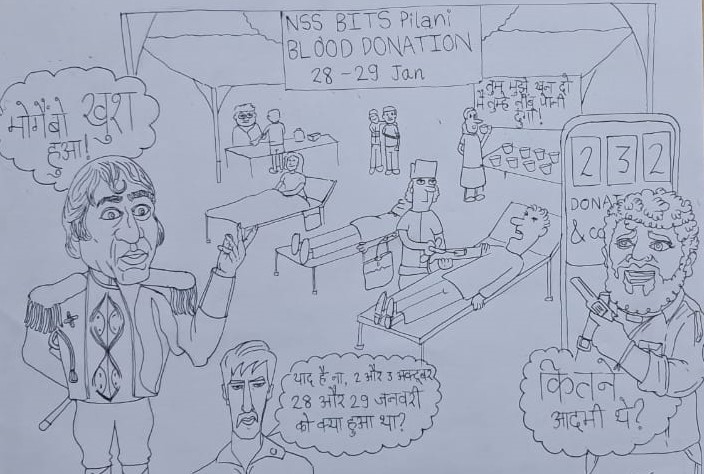 NSS BITS Pilani
BLOOD DONATION
28-29 Jan
मोगैंबो खुश
हुआ!
तुम मुझे खून दो
मैं तुम्हे नींबू पानी
दुंगी!
2 3 2
DONAT
& co
याद है ना, 2 और 3 अक्टूबर,
28 और 29 जनवरी
को क्या हुआ था?
कितने
आदमी थे?